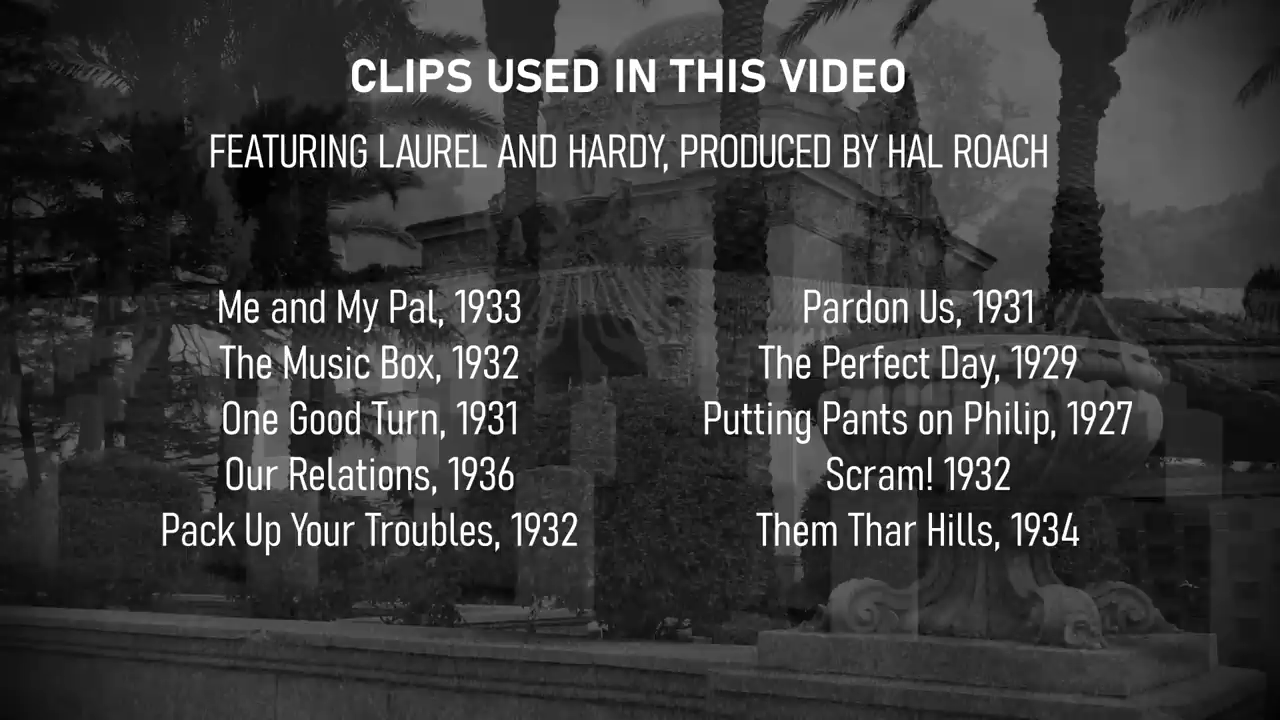 CLIPS USED IN THIS VIDEO
FEATURING LAUREL AND HARDY, PRODUCED BY HAL ROACH
Me and My Pal, 1933
The Music Box, 1932
One Good Turn, 1931
Our Relations, 1936
Pack Up Your Troubles, 1932
Pardon Us, 1931
The Perfect Day, 1929
Putting Pants on Philip, 1927
Scram! 1932
Them Thar Hills, 1934